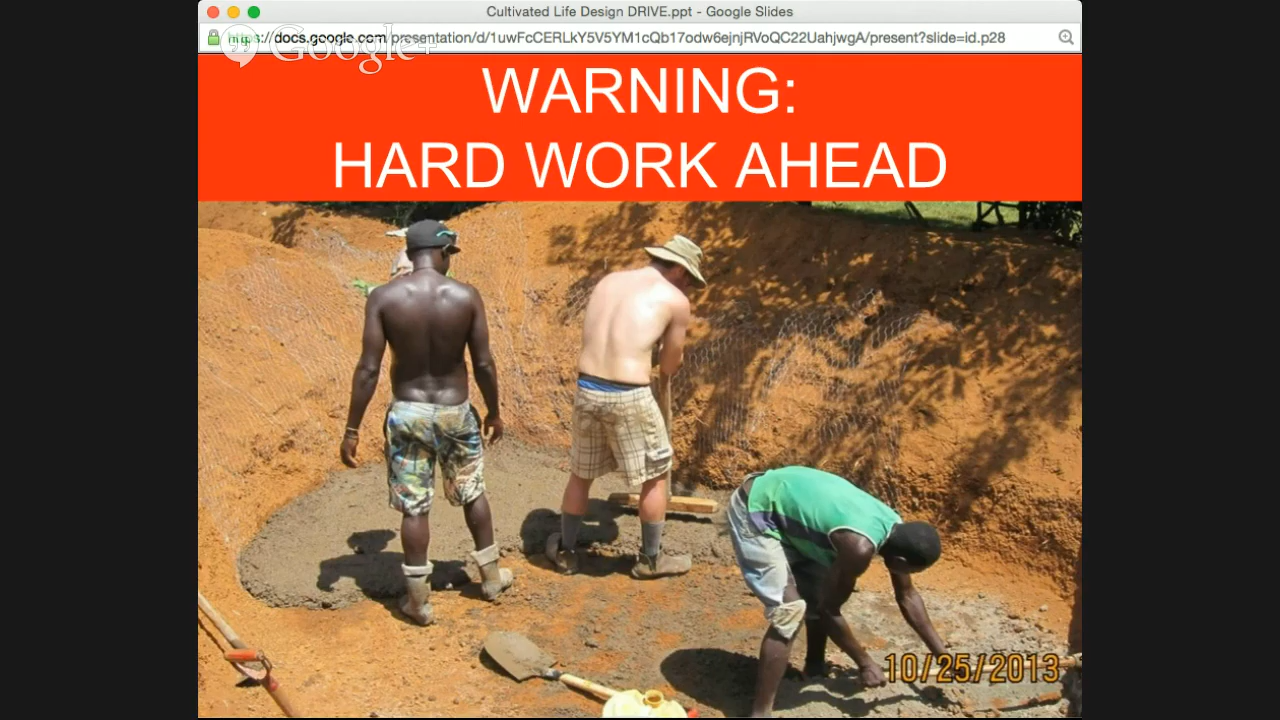 Cultivated Life Design DRIVE.ppt - Google Slides
https://docs.google.com/presentation/d/1uwFcCERLkY5V5YM1cQb17odw6ejnjRVoQC22UahjwgA/present?slide=id.p28
Google+
WARNING:
HARD WORK AHEAD
10/25/2013